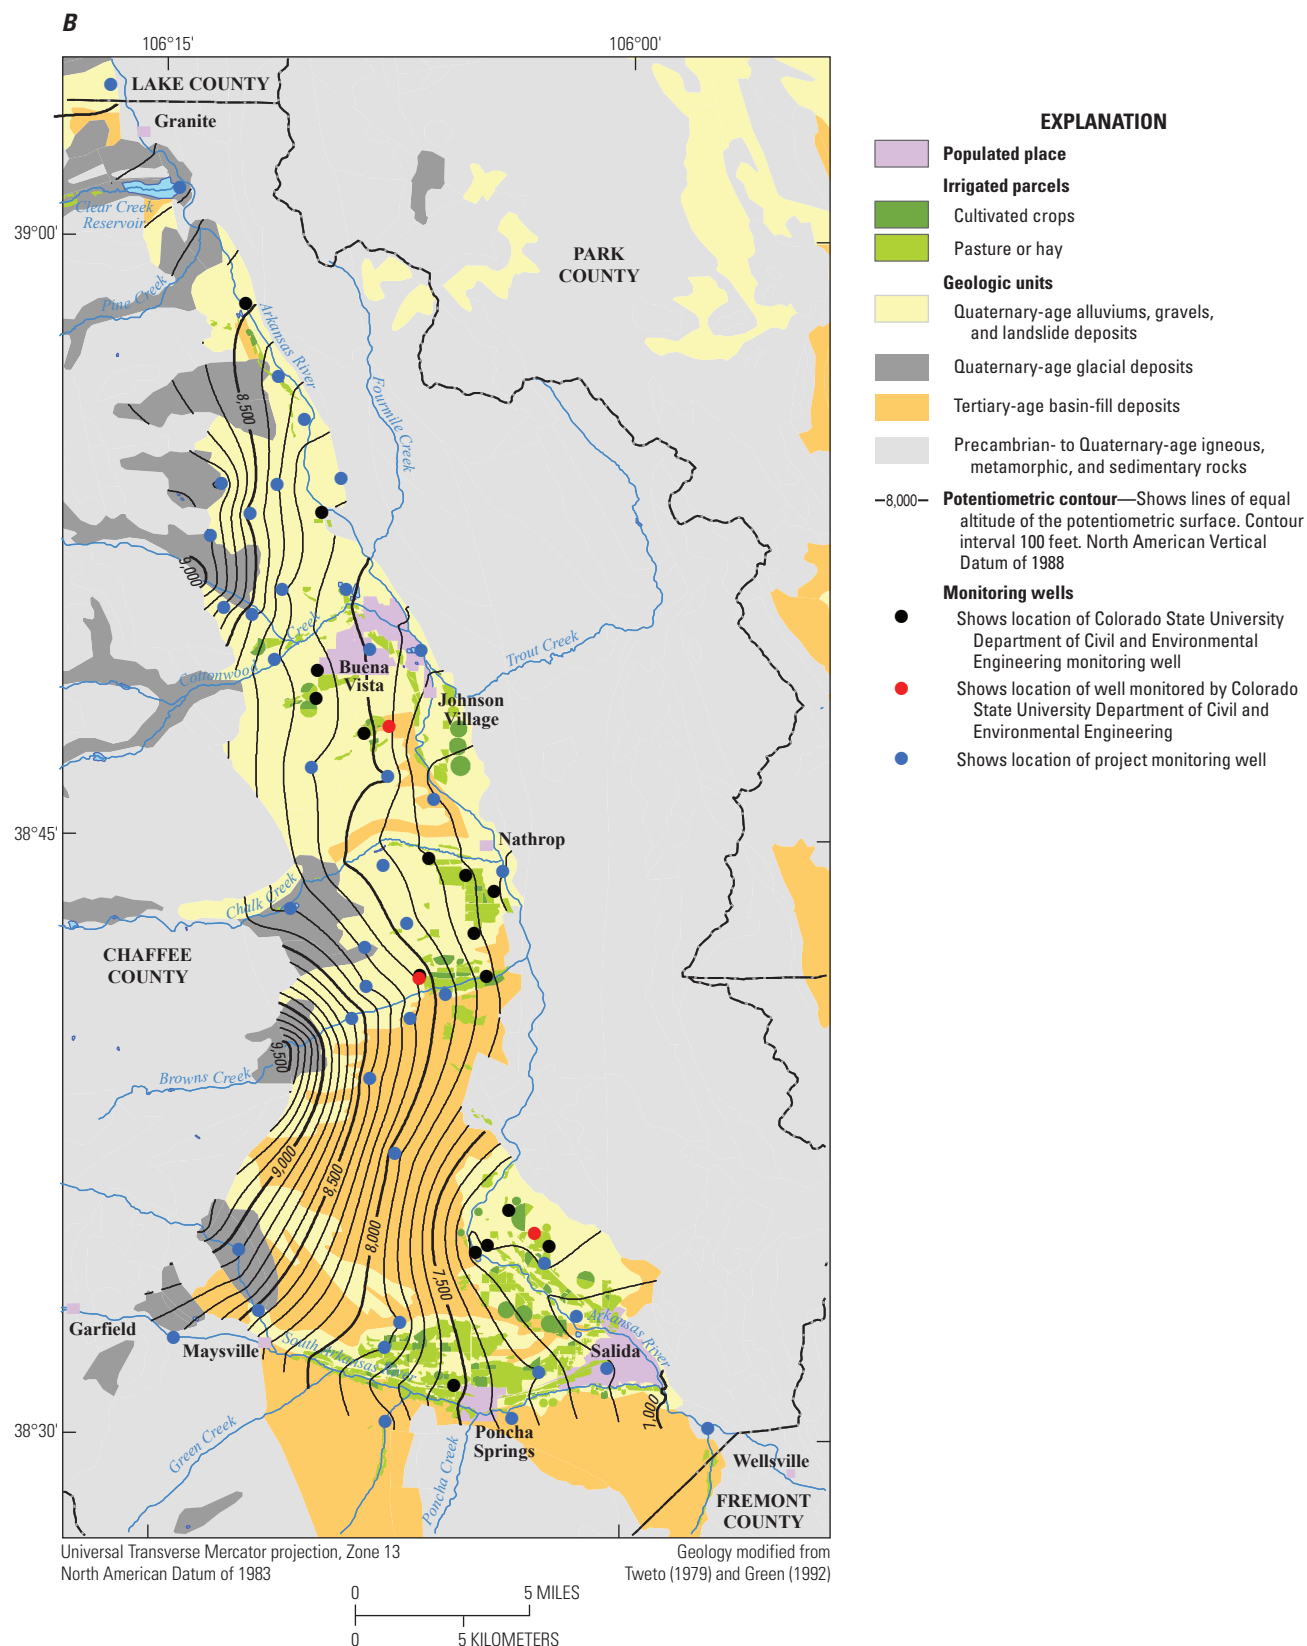 B
106°15'
106°00'
LAKE COUNTY
Granite
Clear Creek
Reservoir
39°00'
PARK
COUNTY
Pine Creek
Arkansas River
Fourmile Creek
8,500
9,000
Cottonwood Creek
Trout Creek
Buena
Vista
Johnson
Village
38°45'
Nathrop
Chalk Creek
CHAFFEE
COUNTY
9,500
Browns Creek
9,000
8,500
8,000
7,500
Garfield
Maysville
South Arkansas River
Arkansas River
Salida
7,000
38°30'
Green Creek
Poncha Creek
Poncha
Springs
Wellsville
FREMONT
COUNTY
Universal Transverse Mercator projection, Zone 13
North American Datum of 1983
Geology modified from
Tweto (1979) and Green (1992)
0 5 MILES
0 5 KILOMETERS
EXPLANATION
Populated place
Irrigated parcels
Cultivated crops
Pasture or hay
Geologic units
Quaternary-age alluviums, gravels,
and landslide deposits
Quaternary-age glacial deposits
Tertiary-age basin-fill deposits
Precambrian- to Quaternary-age igneous,
metamorphic, and sedimentary rocks
—8,000— Potentiometric contour—Shows lines of equal
altitude of the potentiometric surface. Contour
interval 100 feet. North American Vertical
Datum of 1988
Monitoring wells
Shows location of Colorado State University
Department of Civil and Environmental
Engineering monitoring well
Shows location of well monitored by Colorado
State University Department of Civil and
Environmental Engineering
Shows location of project monitoring well